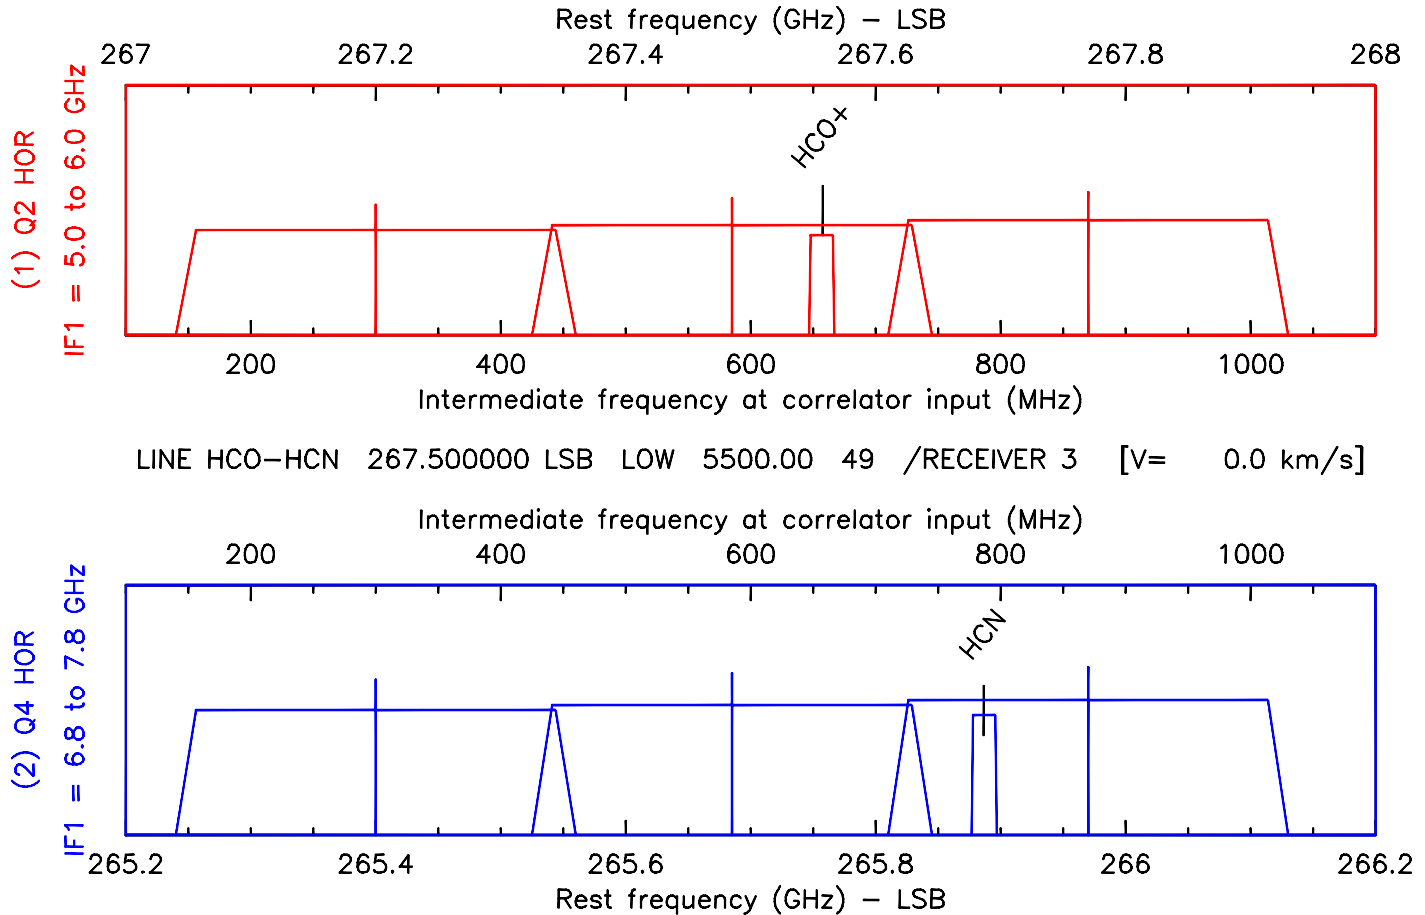 Rest frequency (GHz) − LSB
267 267.2 267.4 267.6 267.8 268
(1) Q2 HOR
IF1 = 5.0 to 6.0 GHz
HCO+
200 400 600 800 1000
Intermediate frequency at correlator input (MHz)
LINE HCO−HCN 267.500000 LSB LOW 5500.00 49 /RECEIVER 3 [V= 0.0 km/s]
Intermediate frequency at correlator input (MHz)
200 400 600 800 1000
(2) Q4 HOR
IF1 = 6.8 to 7.8 GHz
HCN
265.2 265.4 265.6 265.8 266 266.2
Rest frequency (GHz) − LSB